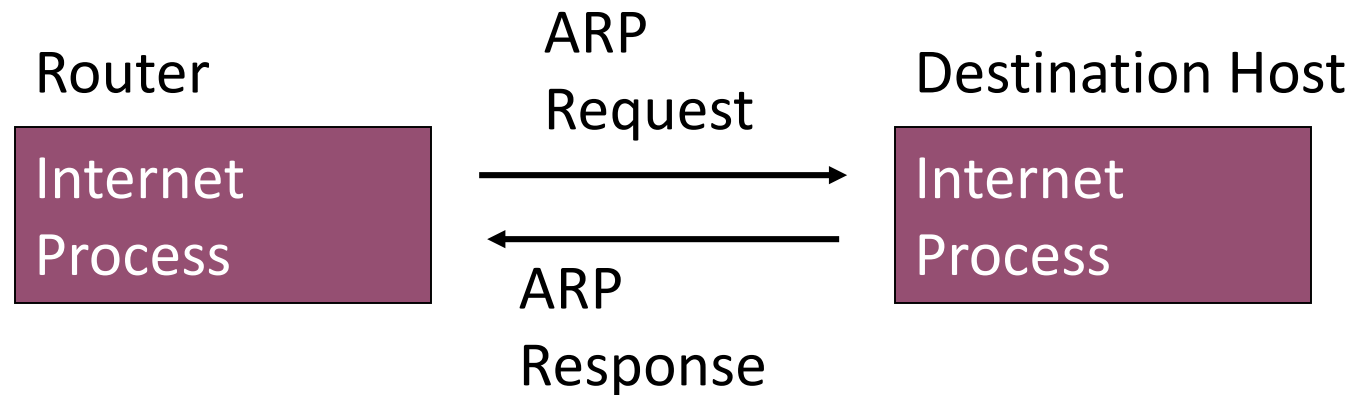 Router
Internet
Process
ARP
Request
ARP
Response
Destination Host
Internet
Process